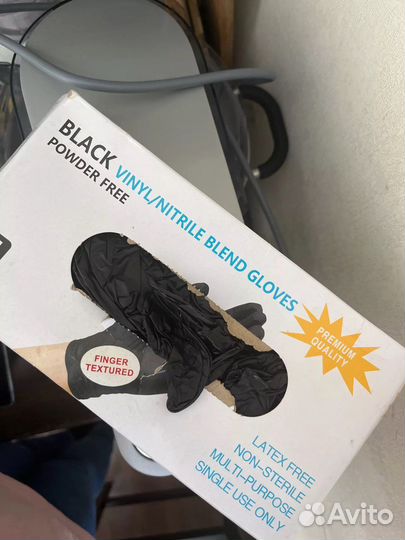 BLACK VINYL/NITRILE BLEND GLOVES
POWDER FREE
PREMIUM
QUALITY
FINGER
TEXTURED
LATEX FREE
NON-STERILE
MULTI-PURPOSE
SINGLE USE ONLY
Avito